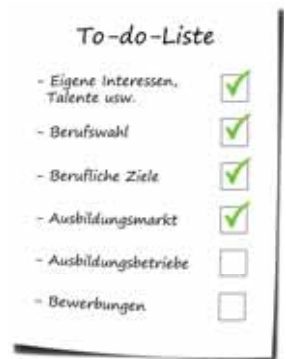 To-do-Liste
- Eigene Interessen,
Talente usw.
- Berufswahl
- Berufliche Ziele
- Ausbildungsmarkt
- Ausbildungsbetriebe
- Bewerbungen